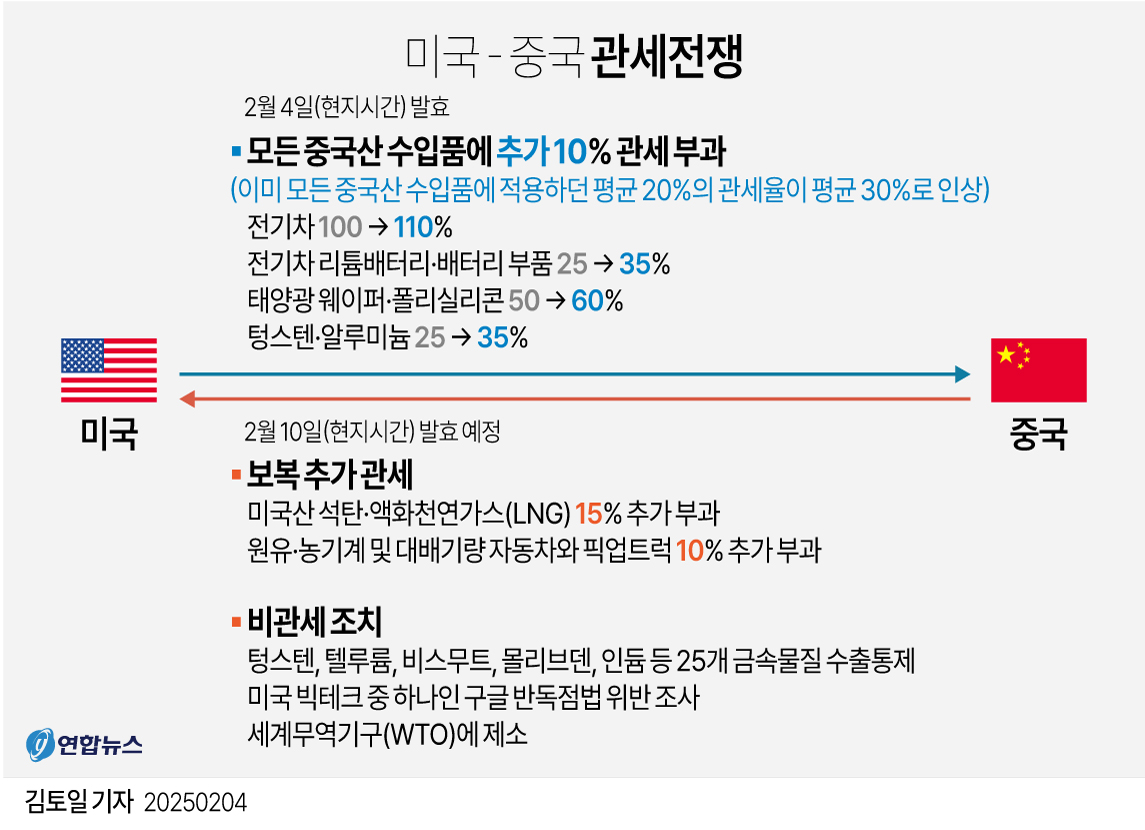 미국 - 중국 관세전쟁
2월 4일(현지시간) 발효
모든 중국산 수입품에 추가 10% 관세 부과
(이미 모든 중국산 수입품에 적용하던 평균 20%의 관세율이 평균 30%로 인상)
전기차 100 → 110%
전기차 리튬배터리·배터리 부품 25 → 35%
태양광 웨이퍼·폴리실리콘 50 → 60%
텅스텐·알루미늄 25 → 35%
미국
중국
2월 10일(현지시간) 발효 예정
보복 추가 관세
미국산 석탄·액화천연가스(LNG) 15% 추가 부과
원유·농기계 및 대배기량 자동차와 픽업트럭 10% 추가 부과
비관세 조치
텅스텐, 텔루륨, 비스무트, 몰리브덴, 인듐 등 25개 금속물질 수출통제
미국 빅테크 중 하나인 구글 반독점법 위반 조사
세계무역기구(WTO)에 제소
y 연합뉴스
김토일 기자 20250204